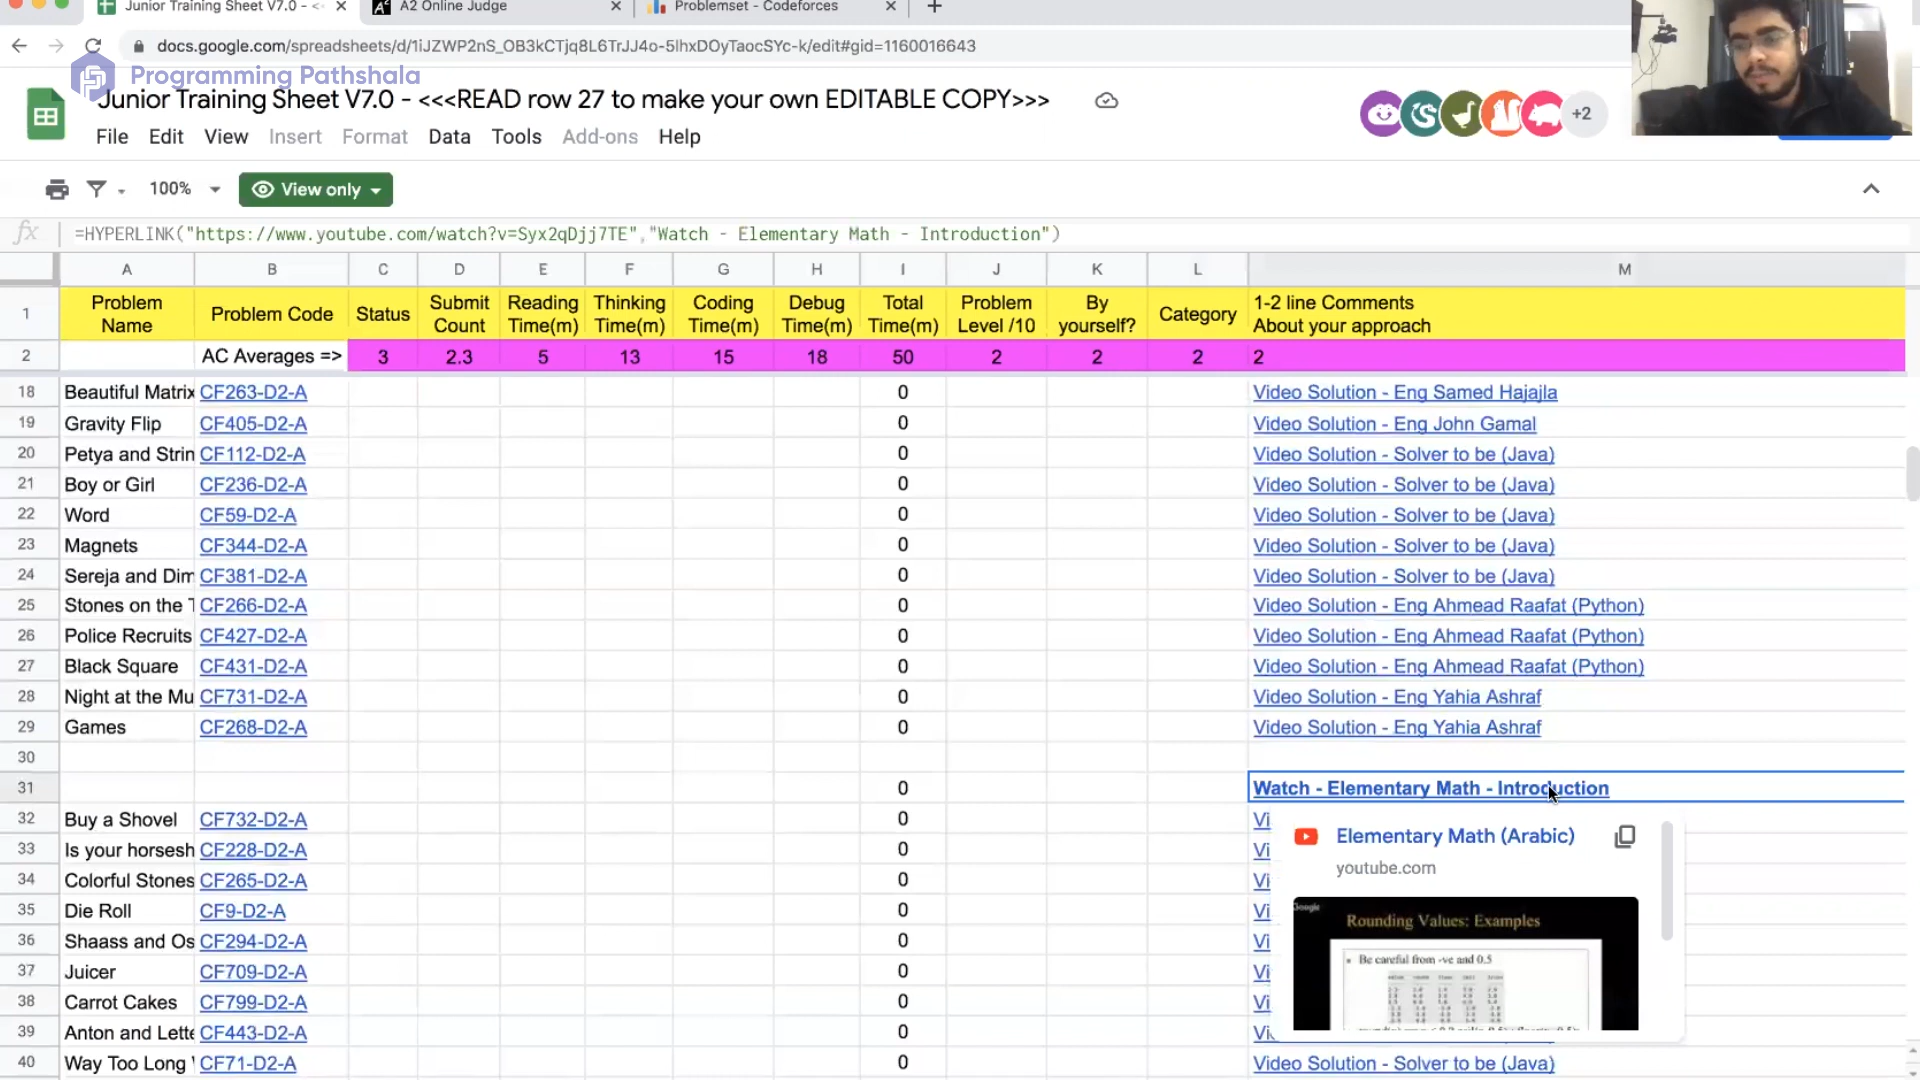 Junior Training Sheet V7.0 - <
A2 Online Judge
Problemset - Codeforces
docs.google.com/spreadsheets/d/1iJZWP2nS_OB3kCTjq8L6TrJJ4o-5lhxDOyTaocSYc-k/edit#gid=1160016643
Programming Pathshala
Junior Training Sheet V7.0 - <<<READ row 27 to make your own EDITABLE COPY>>>
+2
File Edit View Insert Format Data Tools Add-ons Help
100% View only
fx =HYPERLINK("https://www.youtube.com/watch?v=Syx2qDjj7TE","Watch - Elementary Math - Introduction")
A B C D E F G H I J K L M
1 Problem Name Problem Code Status Submit Count Reading Time(m) Thinking Time(m) Coding Time(m) Debug Time(m) Total Time(m) Problem Level /10 By yourself? Category 1-2 line Comments About your approach
2 AC Averages => 3 2.3 5 13 15 18 50 2 2 2 2
18 Beautiful Matrix CF263-D2-A 0 Video Solution - Eng Samed Hajajla
19 Gravity Flip CF405-D2-A 0 Video Solution - Eng John Gamal
20 Petya and Strin CF112-D2-A 0 Video Solution - Solver to be (Java)
21 Boy or Girl CF236-D2-A 0 Video Solution - Solver to be (Java)
22 Word CF59-D2-A 0 Video Solution - Solver to be (Java)
23 Magnets CF344-D2-A 0 Video Solution - Solver to be (Java)
24 Sereja and Dim CF381-D2-A 0 Video Solution - Solver to be (Java)
25 Stones on the T CF266-D2-A 0 Video Solution - Eng Ahmead Raafat (Python)
26 Police Recruits CF427-D2-A 0 Video Solution - Eng Ahmead Raafat (Python)
27 Black Square CF431-D2-A 0 Video Solution - Eng Ahmead Raafat (Python)
28 Night at the Mu CF731-D2-A 0 Video Solution - Eng Yahia Ashraf
29 Games CF268-D2-A 0 Video Solution - Eng Yahia Ashraf
30
31 0 Watch - Elementary Math - Introduction
32 Buy a Shovel CF732-D2-A 0 Vi
33 Is your horsesh CF228-D2-A 0 Vi
34 Colorful Stones CF265-D2-A 0 Vi
35 Die Roll CF9-D2-A 0 Vi
36 Shaass and Os CF294-D2-A 0 Vi
37 Juicer CF709-D2-A 0 Vi
38 Carrot Cakes CF799-D2-A 0 Vi
39 Anton and Lette CF443-D2-A 0 Vi
40 Way Too Long CF71-D2-A 0 Video Solution - Solver to be (Java)
Elementary Math (Arabic)
youtube.com
Google
Rounding Values: Examples
Be careful from -ve and 0.5